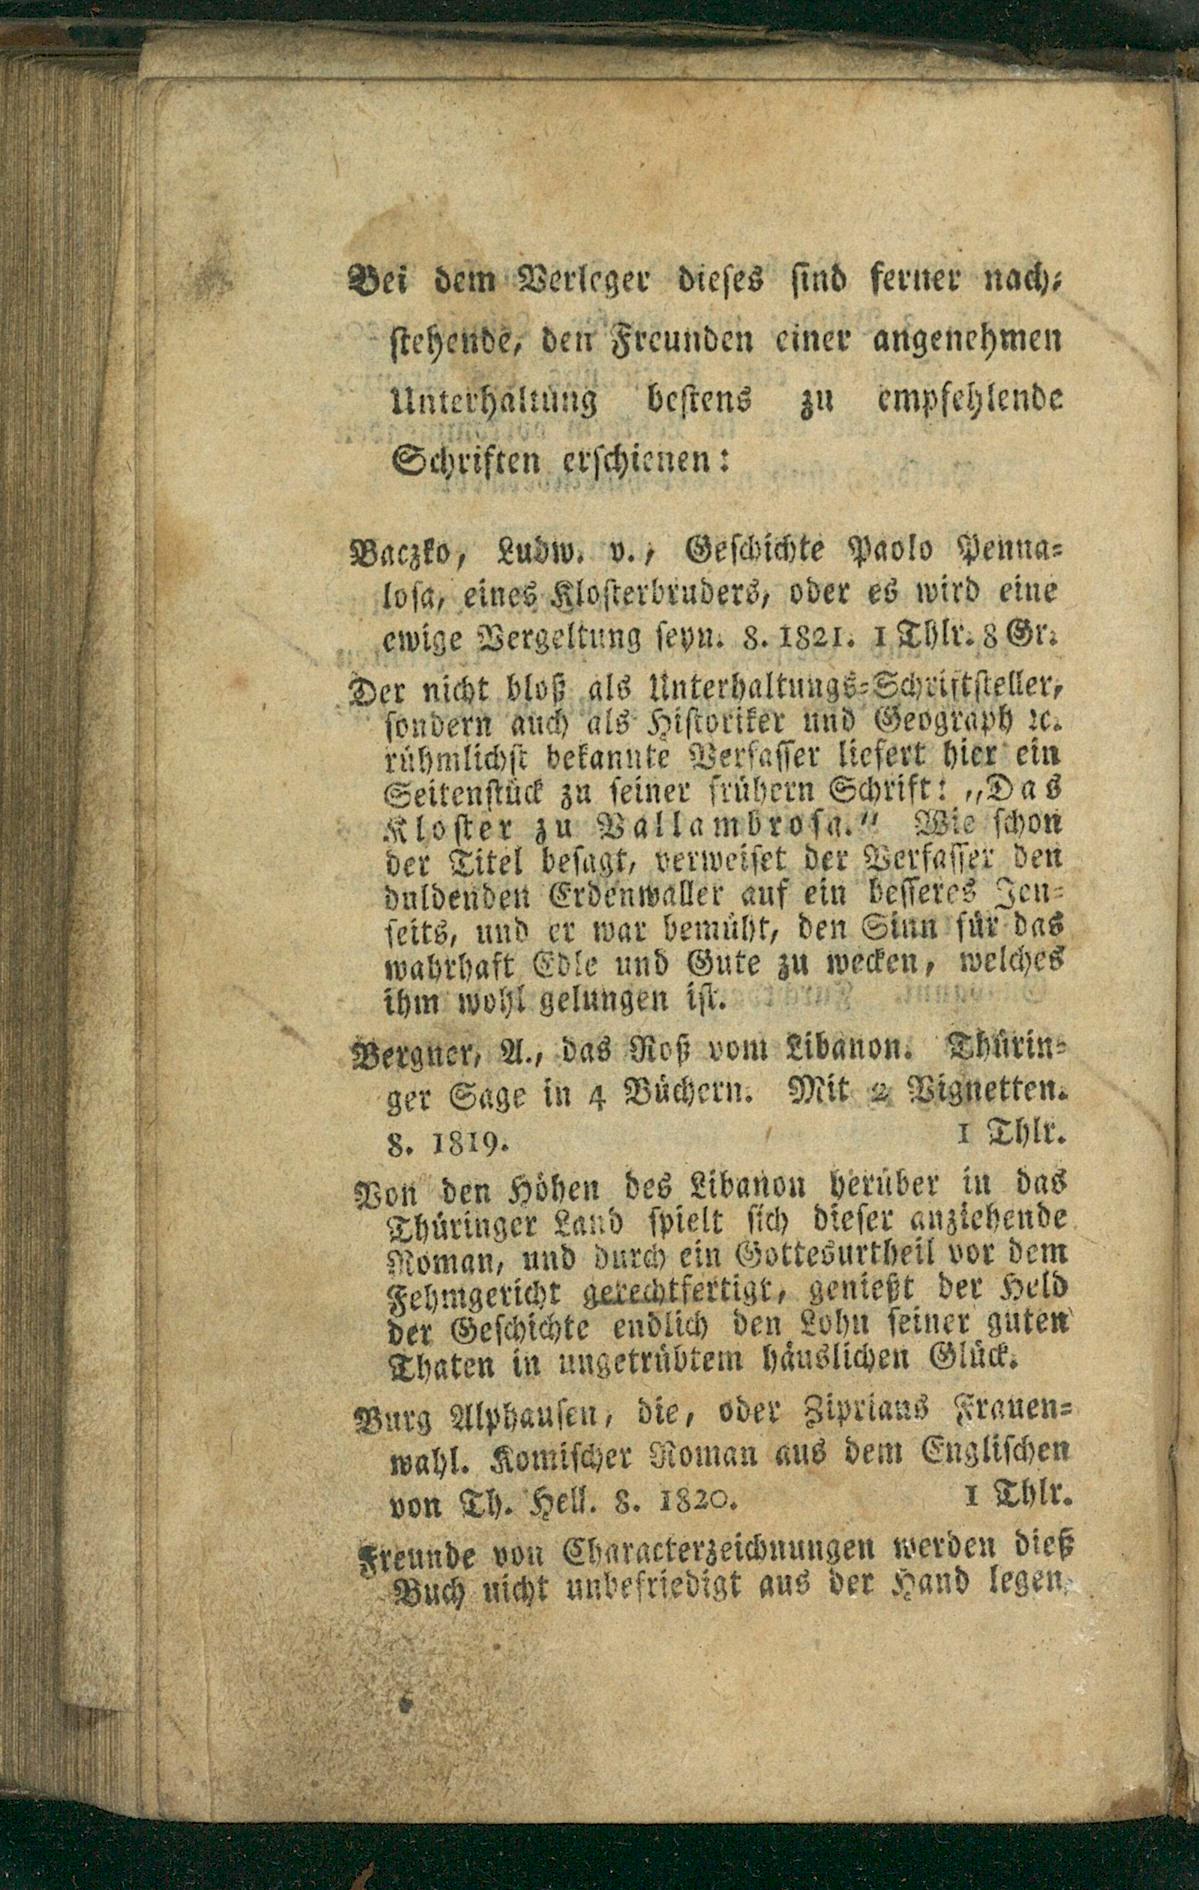 Bei dem Verleger dieses sind ferner nach-
stehende, den Freunden einer angenehmen
Unterhaltung bestens zu empfehlende
Schriften erschienen:
Baczko, Ludw. v., Geschichte Paolo Penna-
losa, eines Klosterbruders, oder es wird eine
ewige Vergeltung seyn. 8. 1821. 1 Thlr. 8 Gr.
Der nicht bloß als Unterhaltungs-Schriftsteller,
sondern auch als Historiker und Geograph ꝛc.
rühmlichst bekannte Verfasser liefert hier ein
Seitenstück zu seiner frühern Schrift: „Das
Kloster zu Vallambrosa.“ Wie schon
der Titel besagt, verweiset der Verfasser den
duldenden Erdenwaller auf ein besseres Jen-
seits, und er war bemüht, den Sinn für das
wahrhaft Edle und Gute zu wecken, welches
ihm wohl gelungen ist.
Bergner, A., das Roß vom Libanon. Thürin-
ger Sage in 4 Büchern. Mit 2 Vignetten.
8. 1819. 1 Thlr.
Von den Höhen des Libanon herüber in das
Thüringer Land spielt sich dieser anziehende
Roman, und durch ein Gottesurtheil vor dem
Fehmgericht gerechtfertigt, genießt der Held
der Geschichte endlich den Lohn seiner guten
Thaten in ungetrübtem häuslichen Glück.
Burg Alphausen, die, oder Ziprians Frauen-
wahl. Komischer Roman aus dem Englischen
von Th. Hell. 8. 1820. 1 Thlr.
Freunde von Characterzeichnungen werden dieß
Buch nicht unbefriedigt aus der Hand legen.